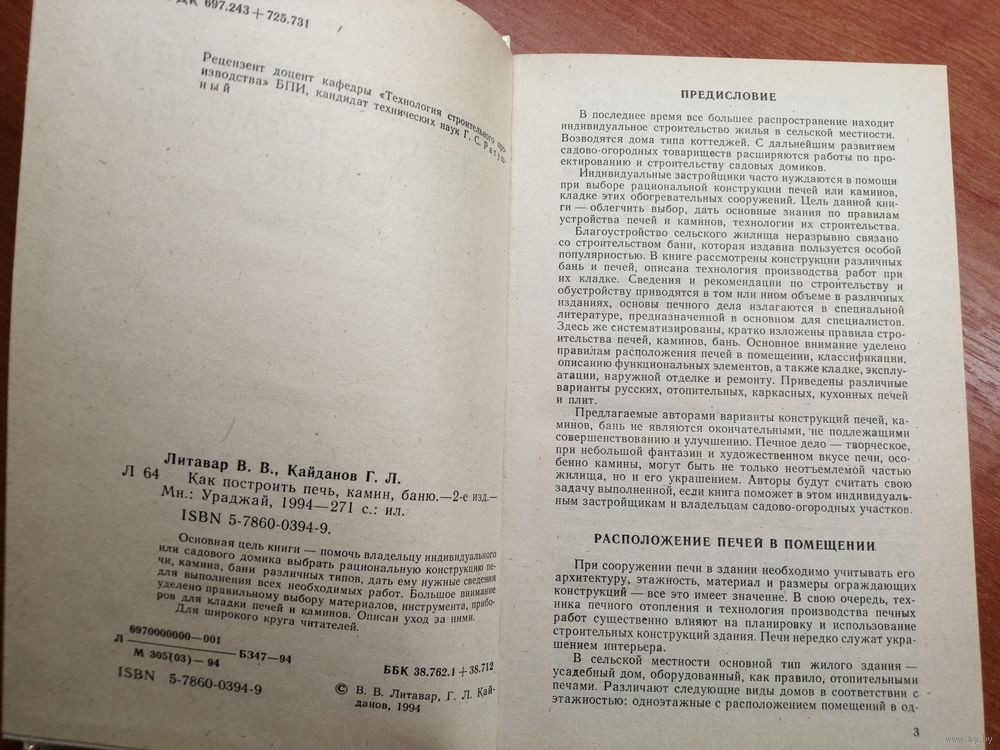 ДК 697.243+725.731
Рецензент доцент кафедры «Технология строительного про-
изводства» БПИ, кандидат технических наук Г. С. Ратуш-
ный
Литавар В. В., Кайданов Г. Л.
Л 64 Как построить печь, камин, баню.—2-е изд.—
Мн.: Ураджай, 1994—271 с.: ил.
ISBN 5-7860-0394-9.
Основная цель книги — помочь владельцу индивидуального
или садового домика выбрать рациональную конструкцию пе-
чи, камина, бани различных типов, дать ему нужные сведения
для выполнения всех необходимых работ. Большое внимание
уделено правильному выбору материалов, инструмента, прибо-
ров для кладки печей и каминов. Описан уход за ними.
Для широкого круга читателей.
6970000000—001
Л Б347—94
М 305(03)—94
ББК 38.762.1+38.712
ISBN 5-7860-0394-9
© В. В. Литавар, Г. Л. Кай-
данов, 1994
ПРЕДИСЛОВИЕ
В последнее время все большее распространение находит
индивидуальное строительство жилья в сельской местности.
Возводятся дома типа коттеджей. С дальнейшим развитием
садово-огородных товариществ расширяются работы по про-
ектированию и строительству садовых домиков.
Индивидуальные застройщики часто нуждаются в помощи
при выборе рациональной конструкции печей или каминов,
кладке этих обогревательных сооружений. Цель данной кни-
ги — облегчить выбор, дать основные знания по правилам
устройства печей и каминов, технологии их строительства.
Благоустройство сельского жилища неразрывно связано
со строительством бани, которая издавна пользуется особой
популярностью. В книге рассмотрены конструкции различных
бань и печей, описана технология производства работ при
их кладке. Сведения и рекомендации по строительству и
обустройству приводятся в том или ином объеме в различных
изданиях, основы печного дела излагаются в специальной
литературе, предназначенной в основном для специалистов.
Здесь же систематизированы, кратко изложены правила стро-
ительства печей, каминов, бань. Основное внимание уделено
правилам расположения печей в помещении, классификации,
описанию функциональных элементов, а также кладке, эксплу-
атации, наружной отделке и ремонту. Приведены различные
варианты русских, отопительных, каркасных, кухонных печей
и плит.
Предлагаемые авторами варианты конструкций печей, ка-
минов, бань не являются окончательными, не подлежащими
совершенствованию и улучшению. Печное дело — творческое,
при небольшой фантазии и художественном вкусе печи, осо-
бенно камины, могут быть не только неотъемлемой частью
жилища, но и его украшением. Авторы будут считать свою
задачу выполненной, если книга поможет в этом индивидуаль-
ным застройщикам и владельцам садово-огородных участков.
РАСПОЛОЖЕНИЕ ПЕЧЕЙ В ПОМЕЩЕНИИ
При сооружении печи в здании необходимо учитывать его
архитектуру, этажность, материал и размеры ограждающих
конструкций — все это имеет значение. В свою очередь, тех-
ника печного отопления и технология производства печных
работ существенно влияют на планировку и использование
строительных конструкций здания. Печи нередко служат укра-
шением интерьера.
В сельской местности основной тип жилого здания —
усадебный дом, оборудованный, как правило, отопительными
печами. Различают следующие виды домов в соответствии с
этажностью: одноэтажные с расположением помещений в од-
3
www.ay.by